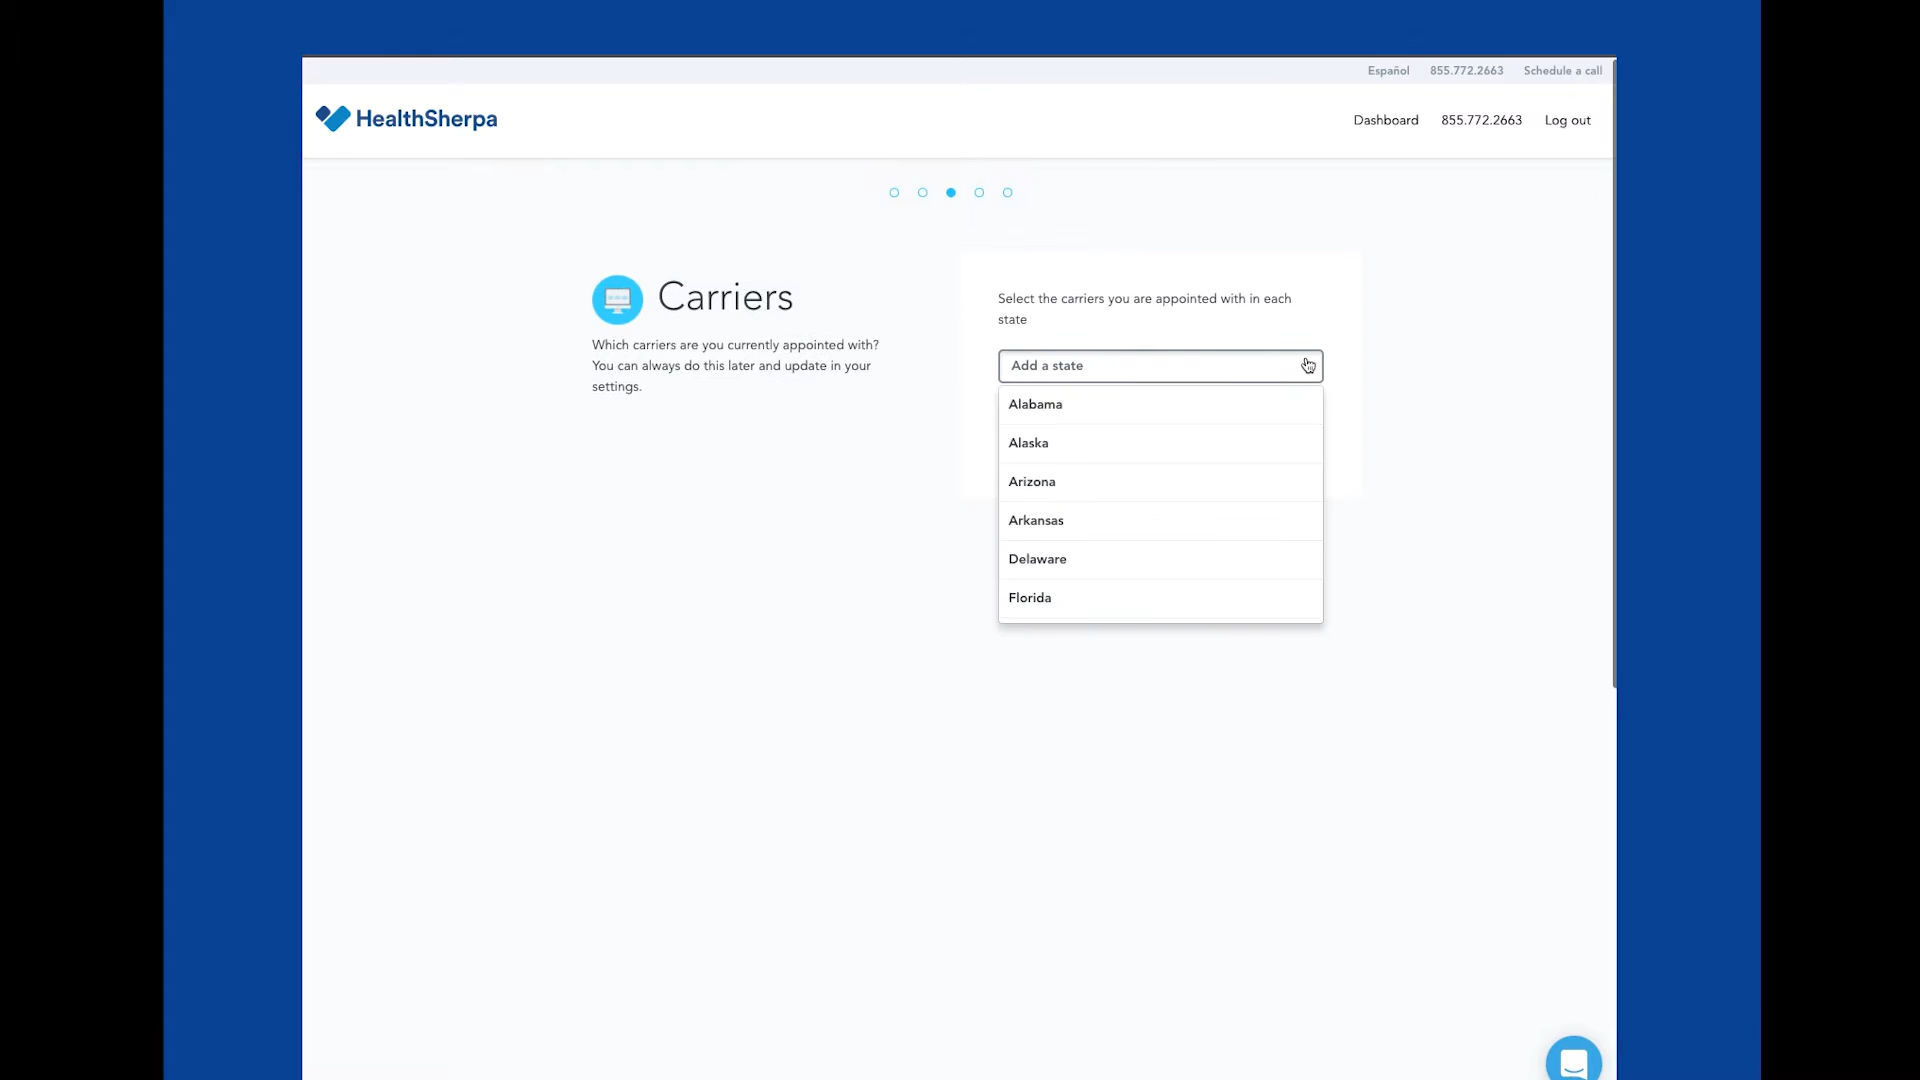 Español 855.772.2663 Schedule a call
HealthSherpa
Dashboard 855.772.2663 Log out
Carriers
Which carriers are you currently appointed with?
You can always do this later and update in your
settings.
Select the carriers you are appointed with in each
state
Add a state
Alabama
Alaska
Arizona
Arkansas
Delaware
Florida